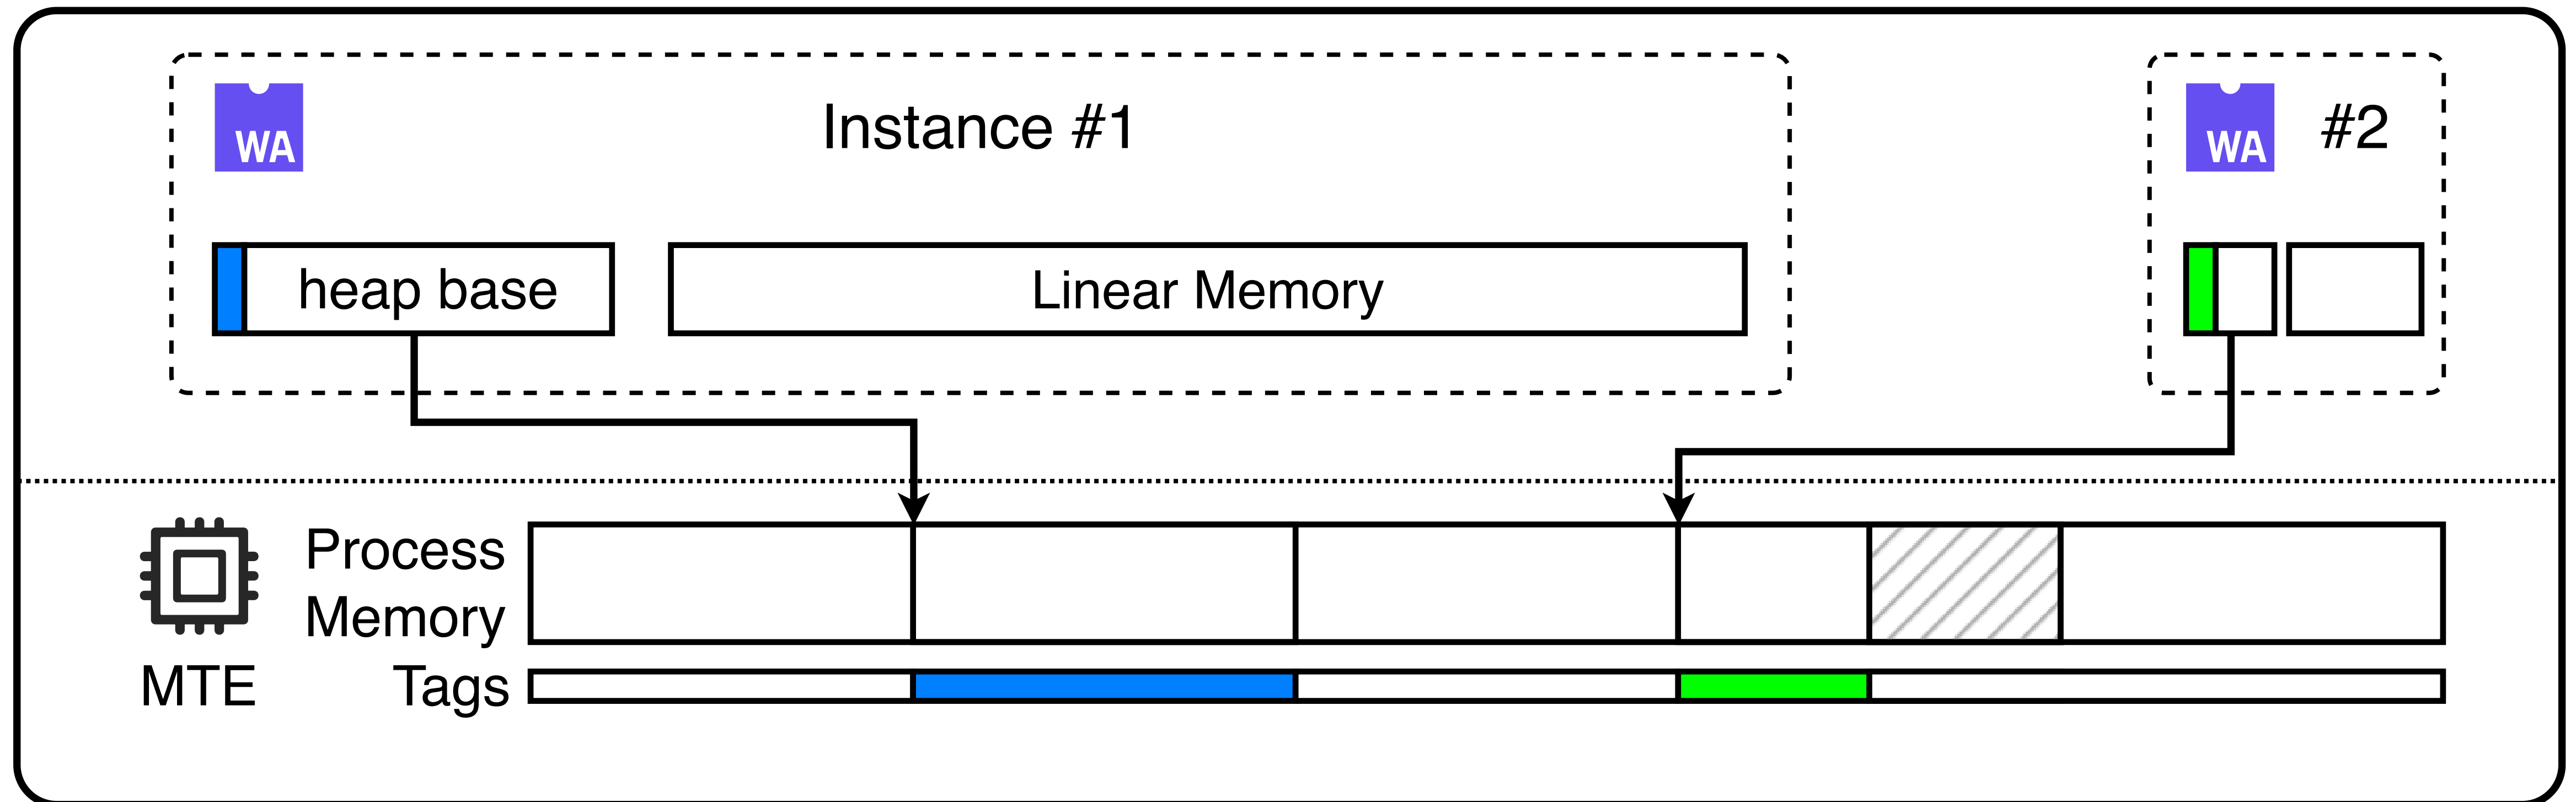 WA
Instance #1
WA
#2
heap base
Linear Memory
Process
Memory
MTE
Tags